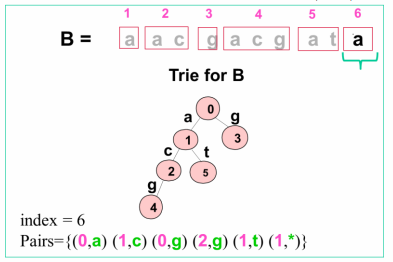 1 2 3 4 5 6
B = a a c g a c g a t a
Trie for B
0
a g
1 3
c t
2 5
g
4
index = 6
Pairs={(0,a) (1,c) (0,g) (2,g) (1,t) (1,*)}